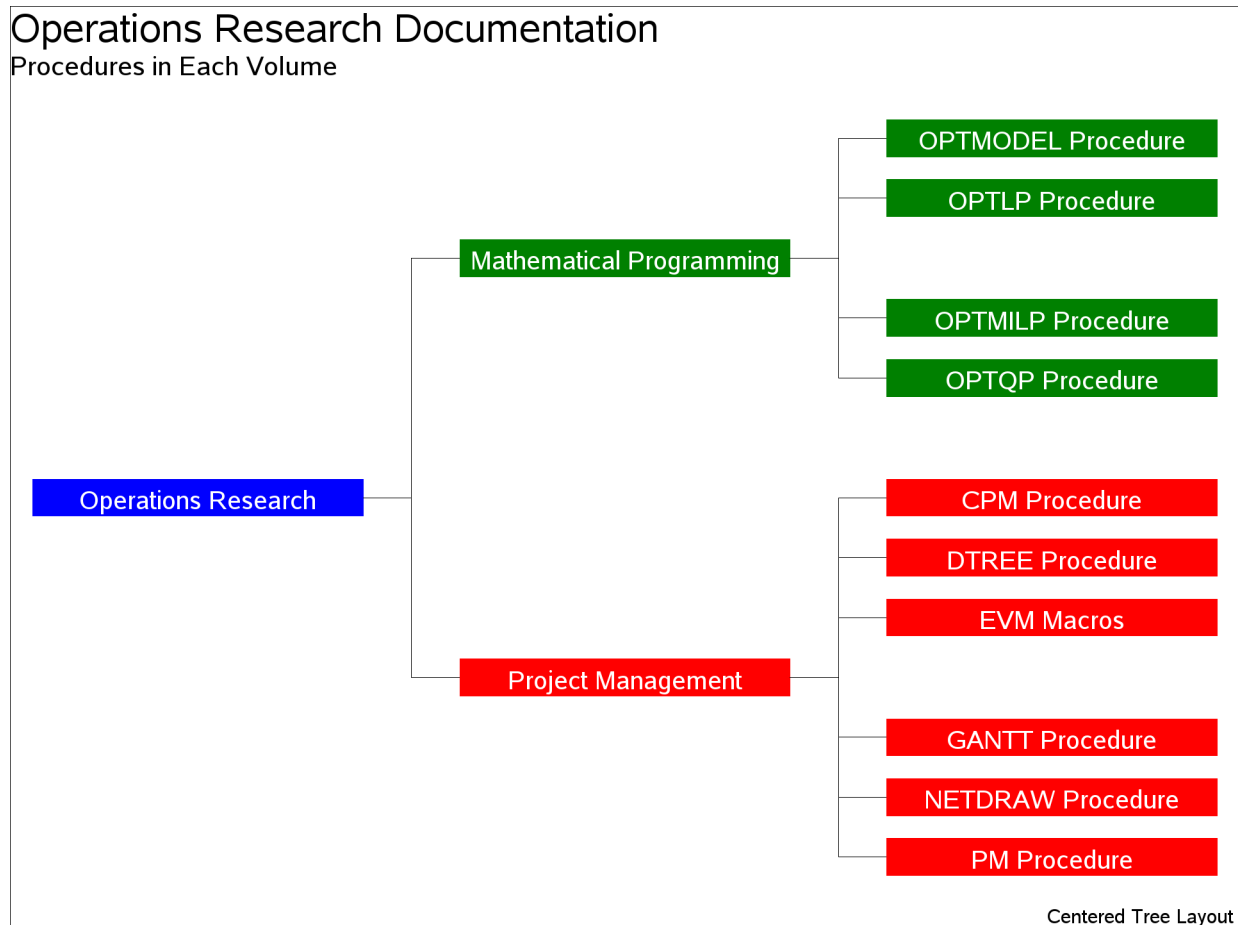 Operations Research Documentation
Procedures in Each Volume
OPTMODEL Procedure
OPTLP Procedure
Mathematical Programming
OPTMILP Procedure
OPTQP Procedure
Operations Research
CPM Procedure
DTREE Procedure
EVM Macros
Project Management
GANTT Procedure
NETDRAW Procedure
PM Procedure
Centered Tree Layout